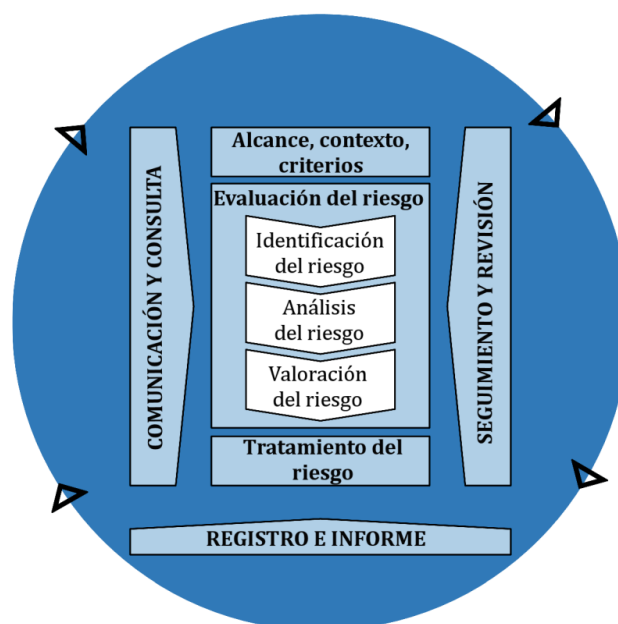 Alcance, contexto,
criterios
Evaluación del riesgo
Identificación
del riesgo
Análisis
del riesgo
Valoración
del riesgo
Tratamiento del
riesgo
COMUNICACIÓN Y CONSULTA
SEGUIMIENTO Y REVISIÓN
REGISTRO E INFORME